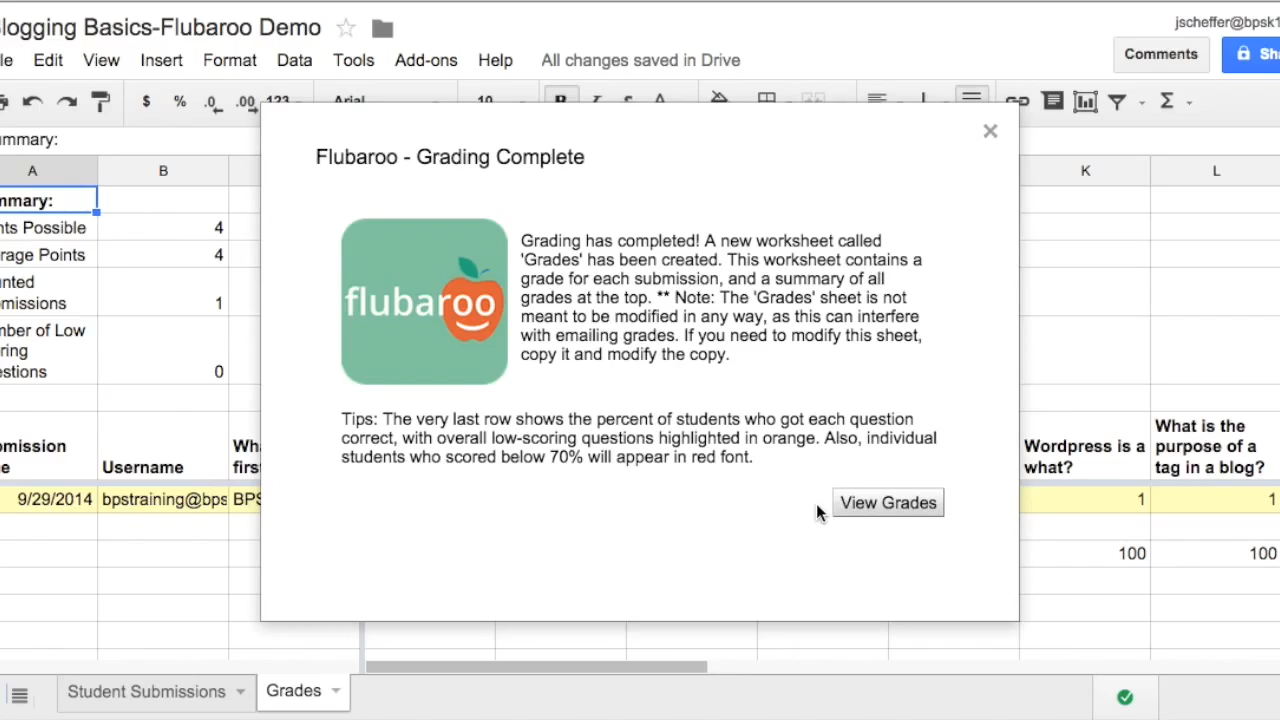 logging Basics-Flubaroo Demo
jscheffer@bpsk1
le Edit View Insert Format Data Tools Add-ons Help All changes saved in Drive
Comments
Sh
$ % .0 .00 123 Arial 10 B
mmary:
A B K L
mmary:
nts Possible 4
rage Points 4
nted
missions 1
mber of Low
ring
estions 0
Flubaroo - Grading Complete
flubaroo
Grading has completed! A new worksheet called
'Grades' has been created. This worksheet contains a
grade for each submission, and a summary of all
grades at the top. ** Note: The 'Grades' sheet is not
meant to be modified in any way, as this can interfere
with emailing grades. If you need to modify this sheet,
copy it and modify the copy.
Tips: The very last row shows the percent of students who got each question
correct, with overall low-scoring questions highlighted in orange. Also, individual
students who scored below 70% will appear in red font.
View Grades
bmission
e
Username
Wha
first
Wordpress is a
what?
What is the
purpose of a
tag in a blog?
9/29/2014 bpstraining@bps BPS 1 1
100 100
Student Submissions Grades